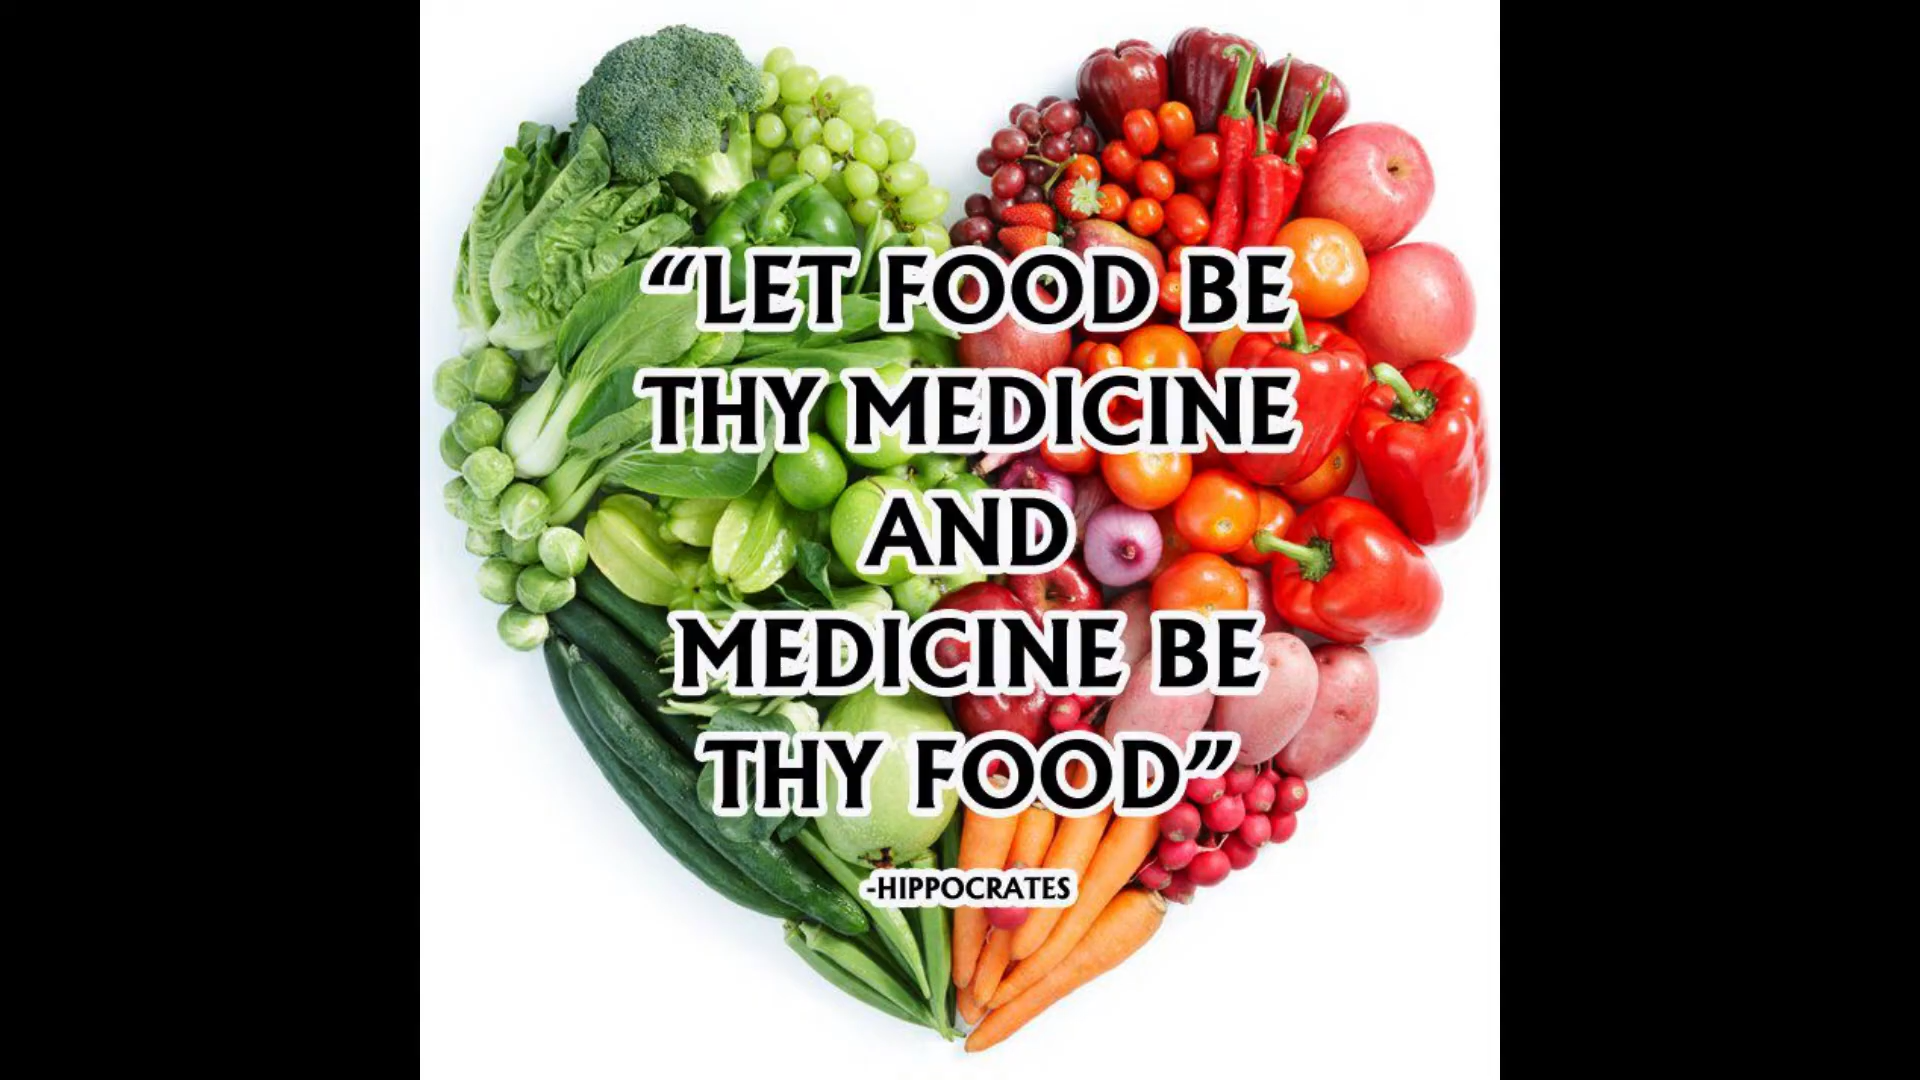 “LET FOOD BE
THY MEDICINE
AND
MEDICINE BE
THY FOOD”
-HIPPOCRATES